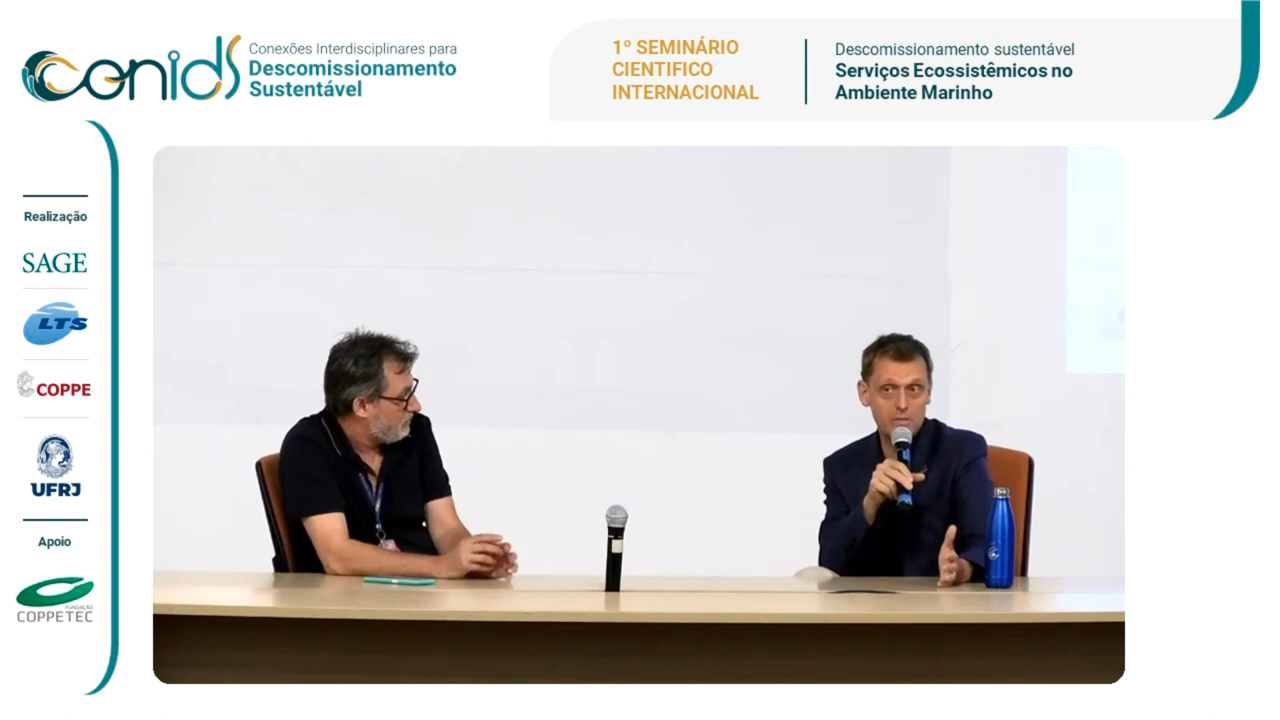 conids
Conexões Interdisciplinares para
Descomissionamento
Sustentável
1º SEMINÁRIO
CIENTIFICO
INTERNACIONAL
Descomissionamento sustentável
Serviços Ecossistêmicos no
Ambiente Marinho
Realização
SAGE
LTS
COPPE
UFRJ
Apoio
FUNDAÇÃO
COPPETEC